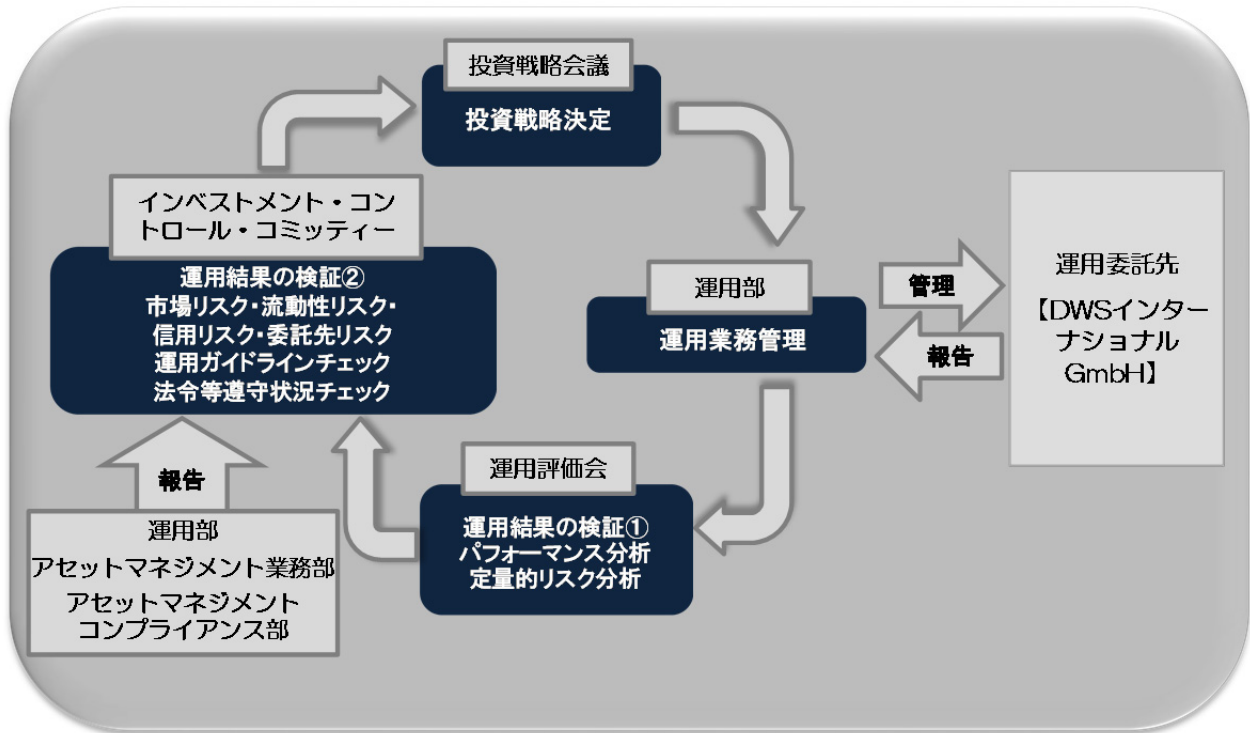 投資戦略会議
投資戦略決定
インベストメント・コン
トロール・コミッティー
運用結果の検証②
市場リスク・流動性リスク・
信用リスク・委託先リスク
運用ガイドラインチェック
法令等遵守状況チェック
運用部
運用業務管理
管理
報告
運用委託先
【DWSインター
ナショナル
GmbH】
運用評価会
運用結果の検証①
パフォーマンス分析
定量的リスク分析
報告
運用部
アセットマネジメント業務部
アセットマネジメント
コンプライアンス部